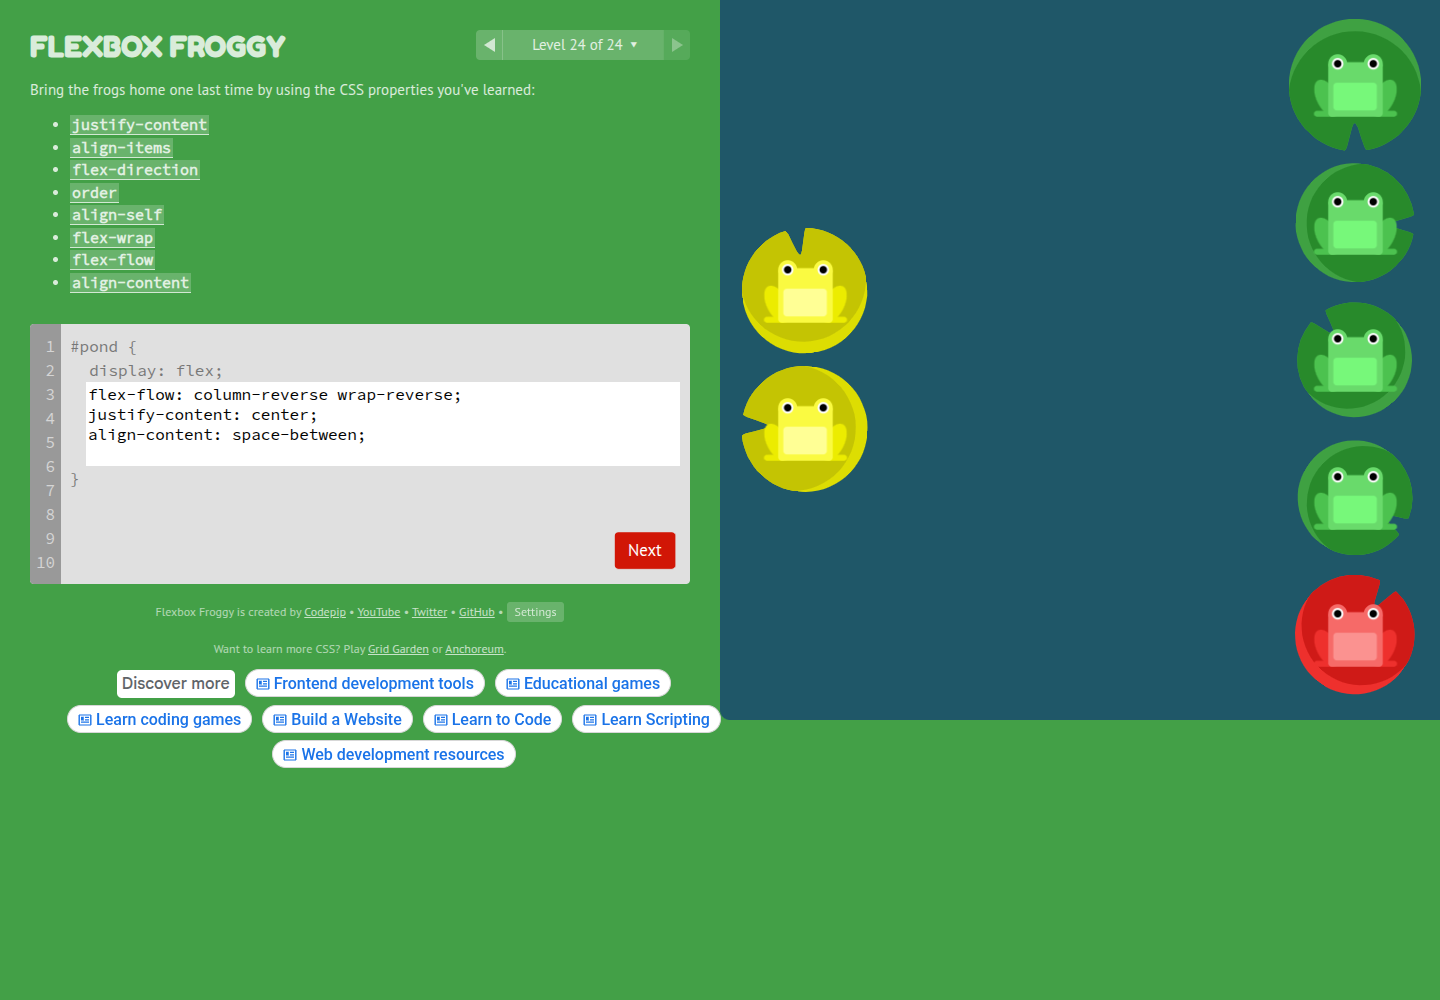 FLEXBOX FROGGY
Level 24 of 24 ▾
Bring the frogs home one last time by using the CSS properties you've learned:
justify-content
align-items
flex-direction
order
align-self
flex-wrap
flex-flow
align-content
1 #pond {
2 display: flex;
3 flex-flow: column-reverse wrap-reverse;
4 justify-content: center;
5 align-content: space-between;
6
7 }
8
9
10
Next
Flexbox Froggy is created by Codepip • YouTube • Twitter • GitHub • Settings
Want to learn more CSS? Play Grid Garden or Anchoreum.
Discover more Frontend development tools Educational games
Learn coding games Build a Website Learn to Code Learn Scripting
Web development resources